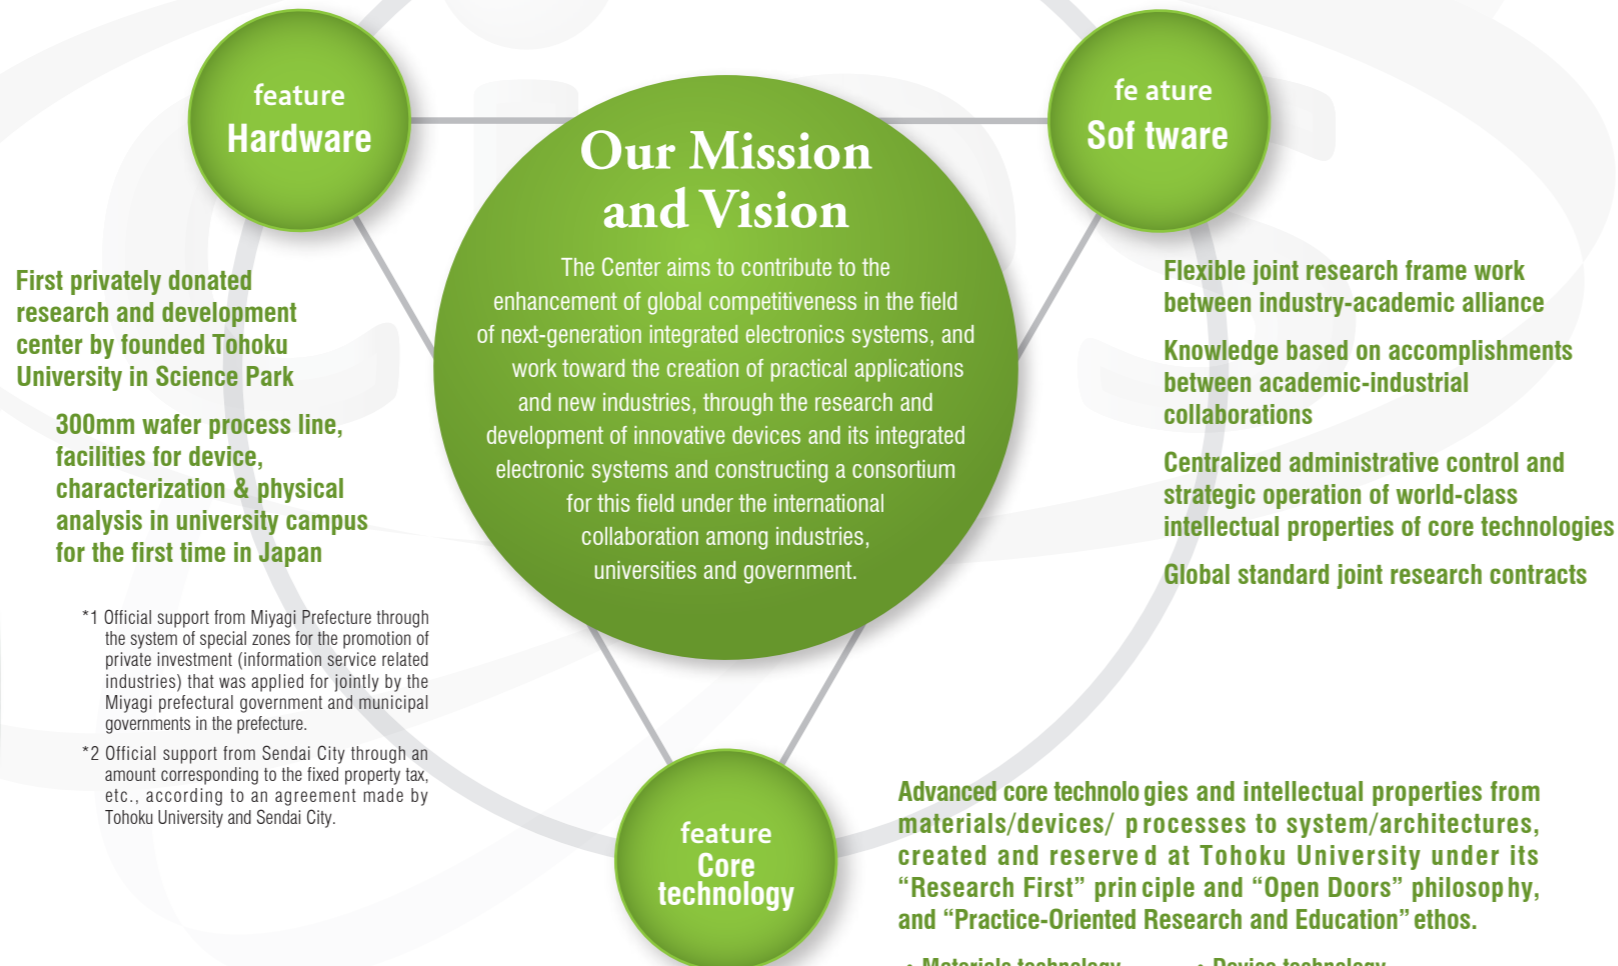 feature
Hardware
fe ature
Sof tware
Our Mission
and Vision
The Center aims to contribute to the
enhancement of global competitiveness in the field
of next-generation integrated electronics systems, and
work toward the creation of practical applications
and new industries, through the research and
development of innovative devices and its integrated
electronic systems and constructing a consortium
for this field under the international
collaboration among industries,
universities and government.
First privately donated
research and development
center by founded Tohoku
University in Science Park
300mm wafer process line,
facilities for device,
characterization & physical
analysis in university campus
for the first time in Japan
*1 Official support from Miyagi Prefecture through
the system of special zones for the promotion of
private investment (information service related
industries) that was applied for jointly by the
Miyagi prefectural government and municipal
governments in the prefecture.
*2 Official support from Sendai City through an
amount corresponding to the fixed property tax,
etc., according to an agreement made by
Tohoku University and Sendai City.
Flexible joint research frame work
between industry-academic alliance
Knowledge based on accomplishments
between academic-industrial
collaborations
Centralized administrative control and
strategic operation of world-class
intellectual properties of core technologies
Global standard joint research contracts
feature
Core
technology
Advanced core technolo gies and intellectual properties from
materials/devices/ p rocesses to system/architectures,
created and reserve d at Tohoku University under its
“Research First” prin ciple and “Open Doors” philosop hy,
and “Practice-Oriented Research and Education” ethos.
・Materials technology
・Device technology